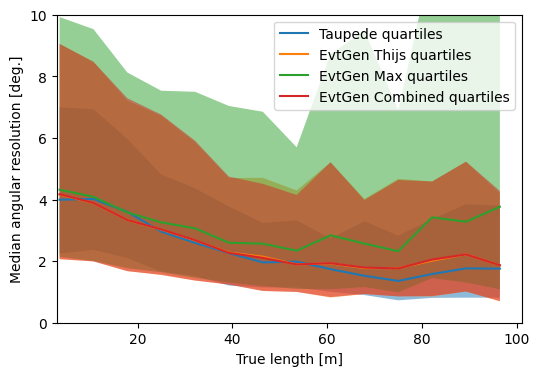 Median angular resolution [deg.]
10
8
6
4
2
0
Taupede quartiles
EvtGen Thijs quartiles
EvtGen Max quartiles
EvtGen Combined quartiles
20
40
60
80
100
True length [m]